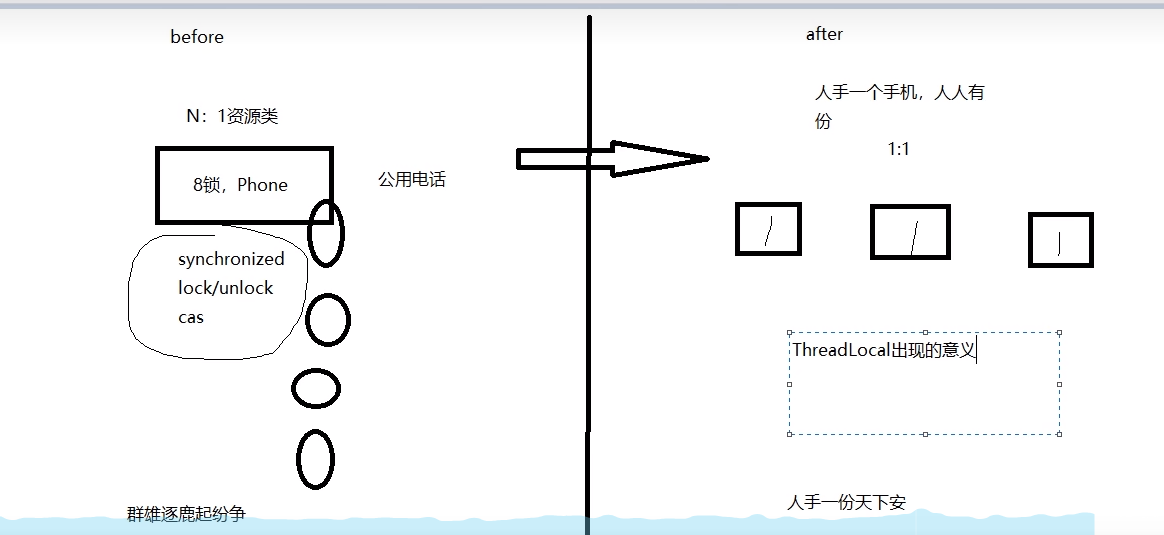 before
N：1资源类
8锁，Phone
公用电话
synchronized
lock/unlock
cas
群雄逐鹿起纷争
after
人手一个手机，人人有
份
1:1
ThreadLocal出现的意义
人手一份天下安